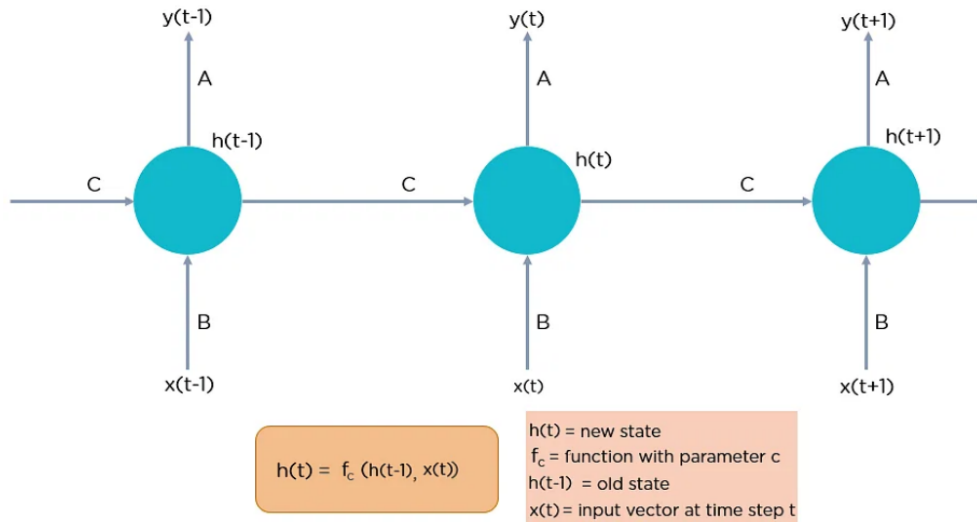 y(t-1) y(t) y(t+1)
A A A
h(t-1) h(t) h(t+1)
C C C
B B B
x(t-1) x(t) x(t+1)
h(t) = f_c (h(t-1), x(t))
h(t) = new state
f_c = function with parameter c
h(t-1) = old state
x(t) = input vector at time step t